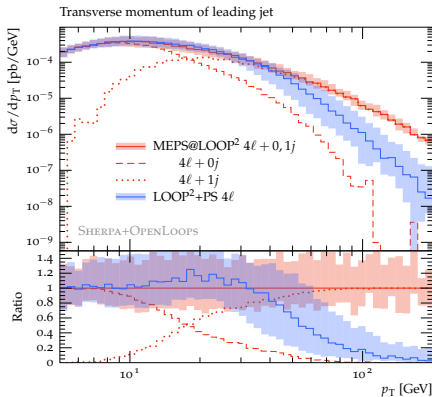 Transverse momentum of leading jet
dσ/dp_T [pb/GeV]
10⁻⁴
10⁻⁵
10⁻⁶
10⁻⁷
10⁻⁸
10⁻⁹
MEPS@LOOP² 4ℓ + 0, 1j
4ℓ + 0j
4ℓ + 1j
LOOP²+PS 4ℓ
SHERPA+OPENLOOPS
Ratio
1.4
1.2
1
0.8
0.6
0.4
0.2
0
10¹
10²
p_T [GeV]